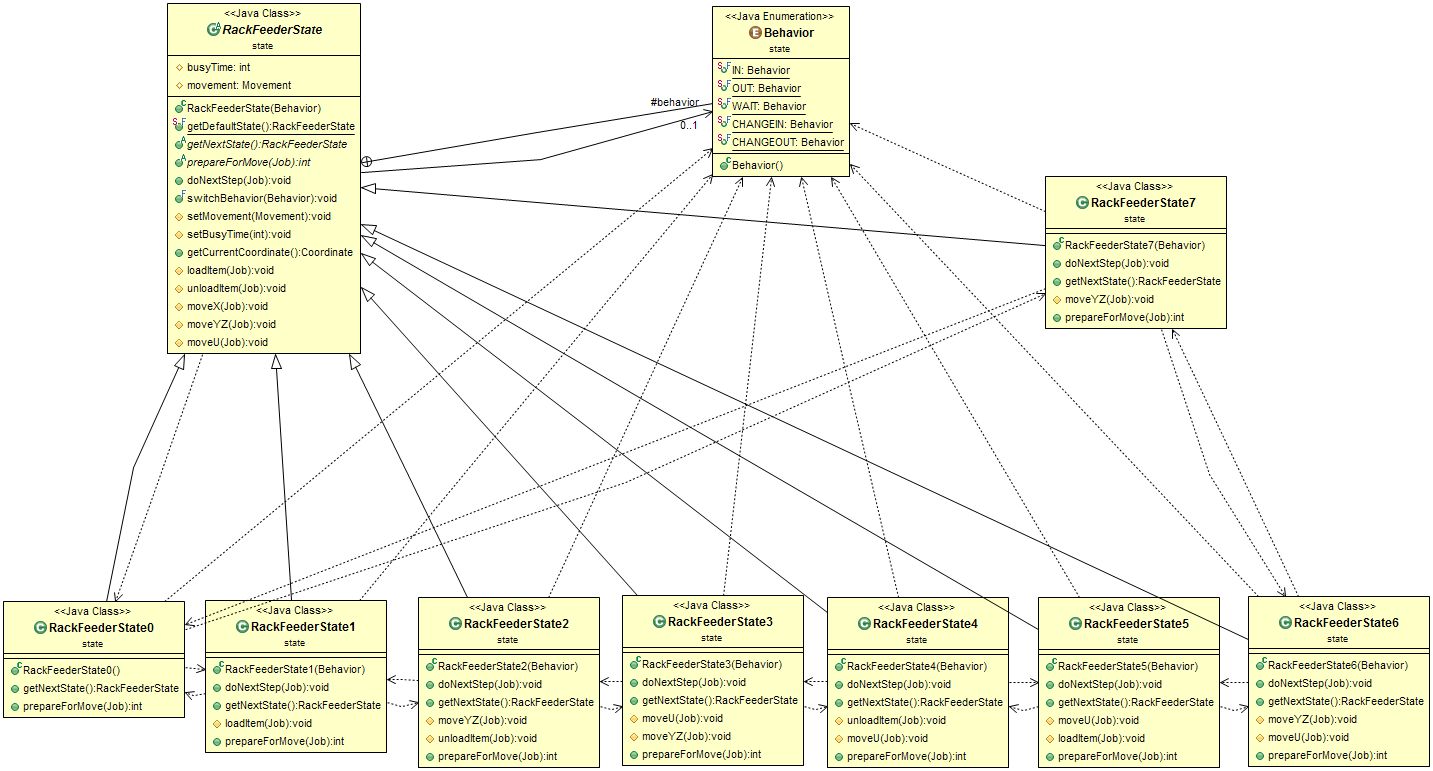 <<Java Class>>
RackFeederState
state
busyTime: int
movement: Movement
RackFeederState(Behavior)
getDefaultState():RackFeederState
getNextState():RackFeederState
prepareForMove(Job):int
doNextStep(Job):void
switchBehavior(Behavior):void
setMovement(Movement):void
setBusyTime(int):void
getCurrentCoordinate():Coordinate
loadItem(Job):void
unloadItem(Job):void
moveX(Job):void
moveYZ(Job):void
moveU(Job):void
#behavior
0..1
<<Java Enumeration>>
Behavior
state
IN: Behavior
OUT: Behavior
WAIT: Behavior
CHANGEIN: Behavior
CHANGEOUT: Behavior
Behavior()
<<Java Class>>
RackFeederState7
state
RackFeederState7(Behavior)
doNextStep(Job):void
getNextState():RackFeederState
moveYZ(Job):void
prepareForMove(Job):int
<<Java Class>>
RackFeederState0
state
RackFeederState0()
getNextState():RackFeederState
prepareForMove(Job):int
<<Java Class>>
RackFeederState1
state
RackFeederState1(Behavior)
doNextStep(Job):void
getNextState():RackFeederState
loadItem(Job):void
prepareForMove(Job):int
<<Java Class>>
RackFeederState2
state
RackFeederState2(Behavior)
doNextStep(Job):void
getNextState():RackFeederState
moveYZ(Job):void
unloadItem(Job):void
prepareForMove(Job):int
<<Java Class>>
RackFeederState3
state
RackFeederState3(Behavior)
doNextStep(Job):void
getNextState():RackFeederState
moveU(Job):void
moveYZ(Job):void
prepareForMove(Job):int
<<Java Class>>
RackFeederState4
state
RackFeederState4(Behavior)
doNextStep(Job):void
getNextState():RackFeederState
unloadItem(Job):void
moveU(Job):void
prepareForMove(Job):int
<<Java Class>>
RackFeederState5
state
RackFeederState5(Behavior)
doNextStep(Job):void
getNextState():RackFeederState
moveU(Job):void
loadItem(Job):void
prepareForMove(Job):int
<<Java Class>>
RackFeederState6
state
RackFeederState6(Behavior)
doNextStep(Job):void
getNextState():RackFeederState
moveYZ(Job):void
moveU(Job):void
prepareForMove(Job):int